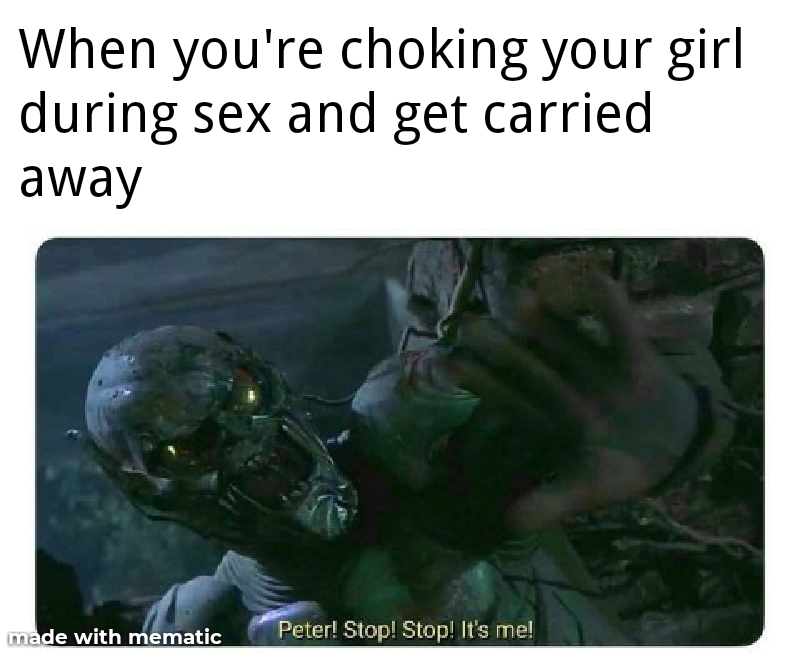 When you're choking your girl
during sex and get carried
away
Peter! Stop! Stop! It's me!
made with mematic